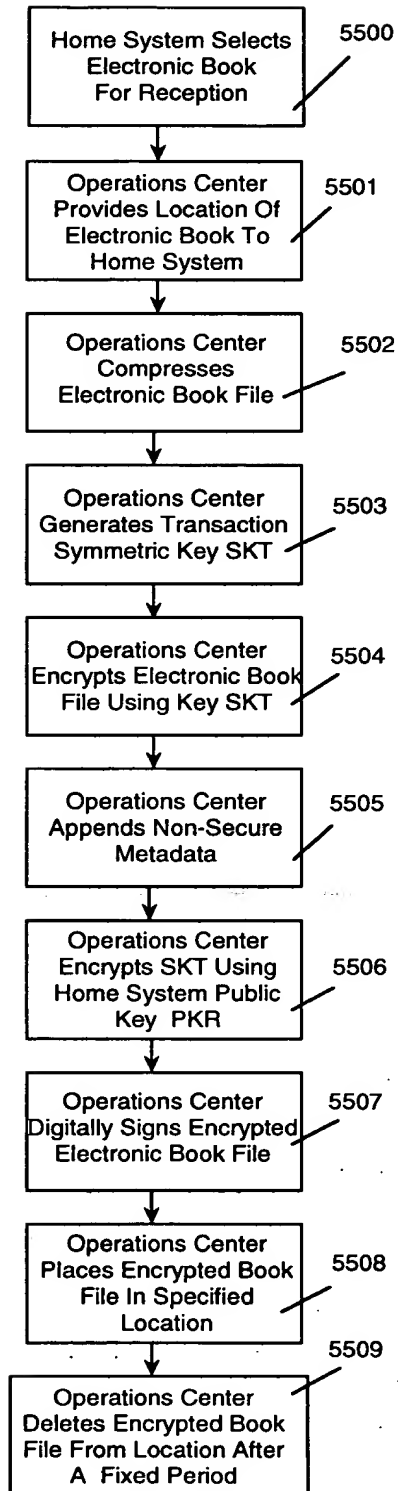 Home System Selects
Electronic Book
For Reception
5500
Operations Center
Provides Location Of
Electronic Book To
Home System
5501
Operations Center
Compresses
Electronic Book File
5502
Operations Center
Generates Transaction
Symmetric Key SKT
5503
Operations Center
Encrypts Electronic Book
File Using Key SKT
5504
Operations Center
Appends Non-Secure
Metadata
5505
Operations Center
Encrypts SKT Using
Home System Public
Key PKR
5506
Operations Center
Digitally Signs Encrypted
Electronic Book File
5507
Operations Center
Places Encrypted Book
File In Specified
Location
5508
Operations Center
Deletes Encrypted Book
File From Location After
A Fixed Period
5509